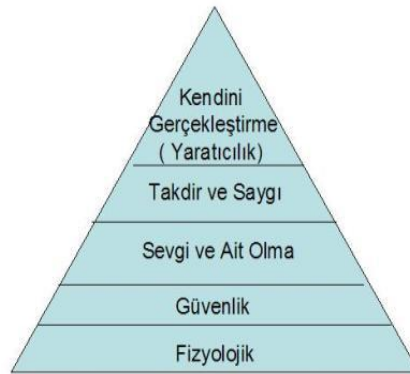 Kendini
Gerçekleştirme
( Yaratıcılık)
Takdir ve Saygı
Sevgi ve Ait Olma
Güvenlik
Fizyolojik